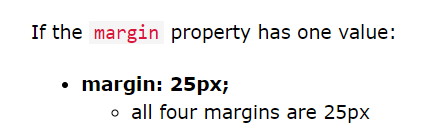 If the margin property has one value:
margin: 25px;
all four margins are 25px